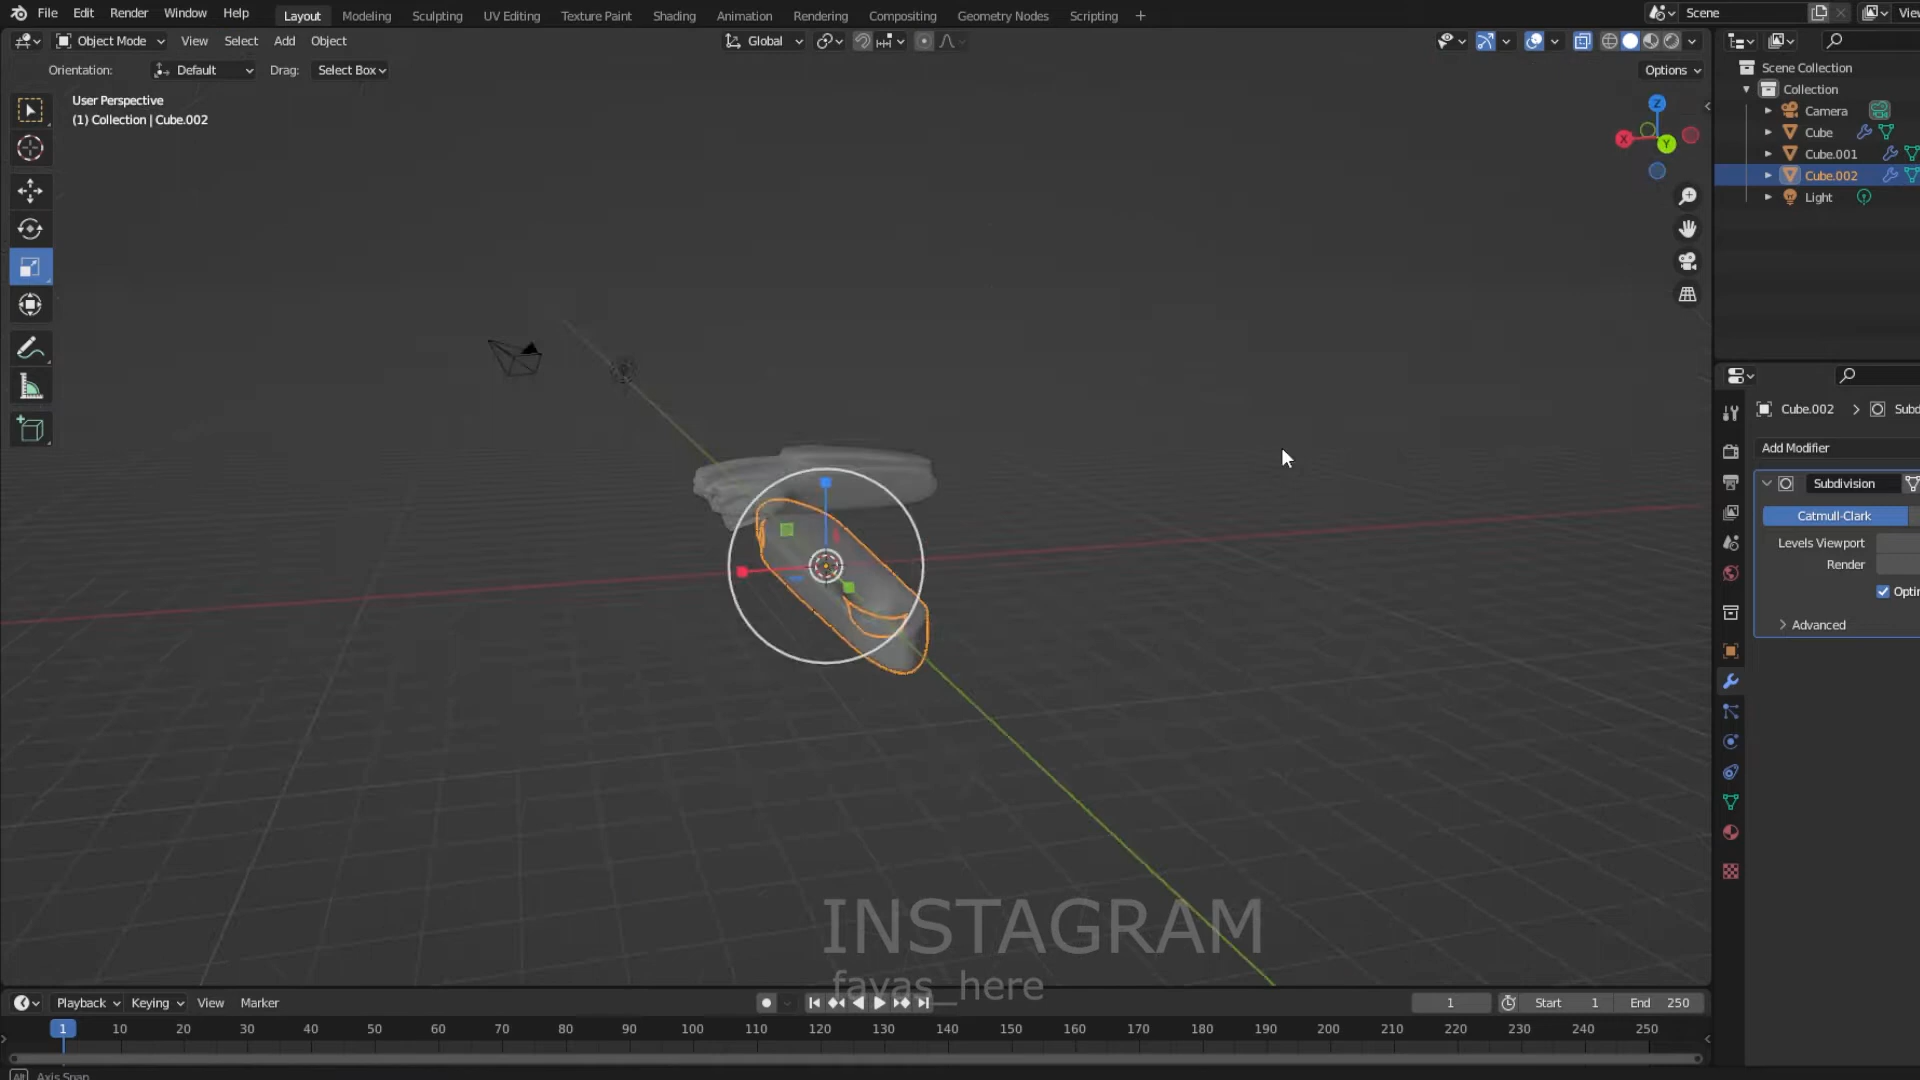 File Edit Render Window Help Layout Modeling Sculpting UV Editing Texture Paint Shading Animation Rendering Compositing Geometry Nodes Scripting + Scene
Object Mode View Select Add Object Global
Orientation: Default Drag: Select Box Options
User Perspective
(1) Collection | Cube.002
Z
X
Y
Scene Collection
Collection
Camera
Cube
Cube.001
Cube.002
Light
Cube.002 > Subd
Add Modifier
Subdivision
Catmull-Clark
Levels Viewport
Render
Optim
Advanced
INSTAGRAM
favas_here
Playback Keying View Marker 1 Start 1 End 250
1 10 20 30 40 50 60 70 80 90 100 110 120 130 140 150 160 170 180 190 200 210 220 230 240 250
Alt Axis Snap